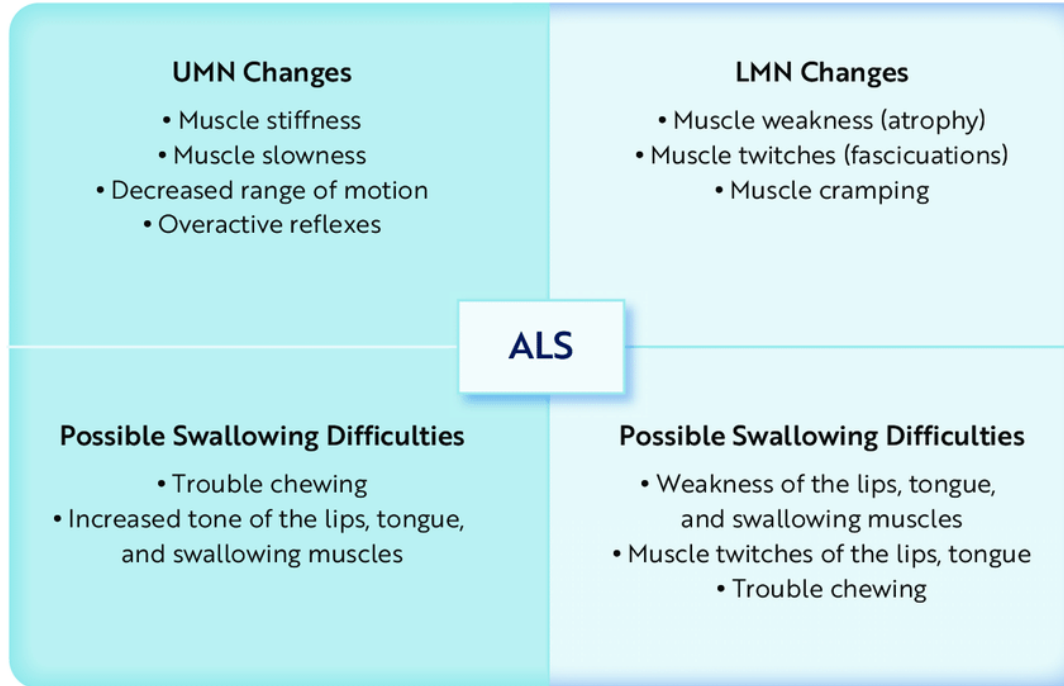 UMN Changes
• Muscle stiffness
• Muscle slowness
• Decreased range of motion
• Overactive reflexes
LMN Changes
• Muscle weakness (atrophy)
• Muscle twitches (fascicuations)
• Muscle cramping
ALS
Possible Swallowing Difficulties
• Trouble chewing
• Increased tone of the lips, tongue,
and swallowing muscles
Possible Swallowing Difficulties
• Weakness of the lips, tongue,
and swallowing muscles
• Muscle twitches of the lips, tongue
• Trouble chewing